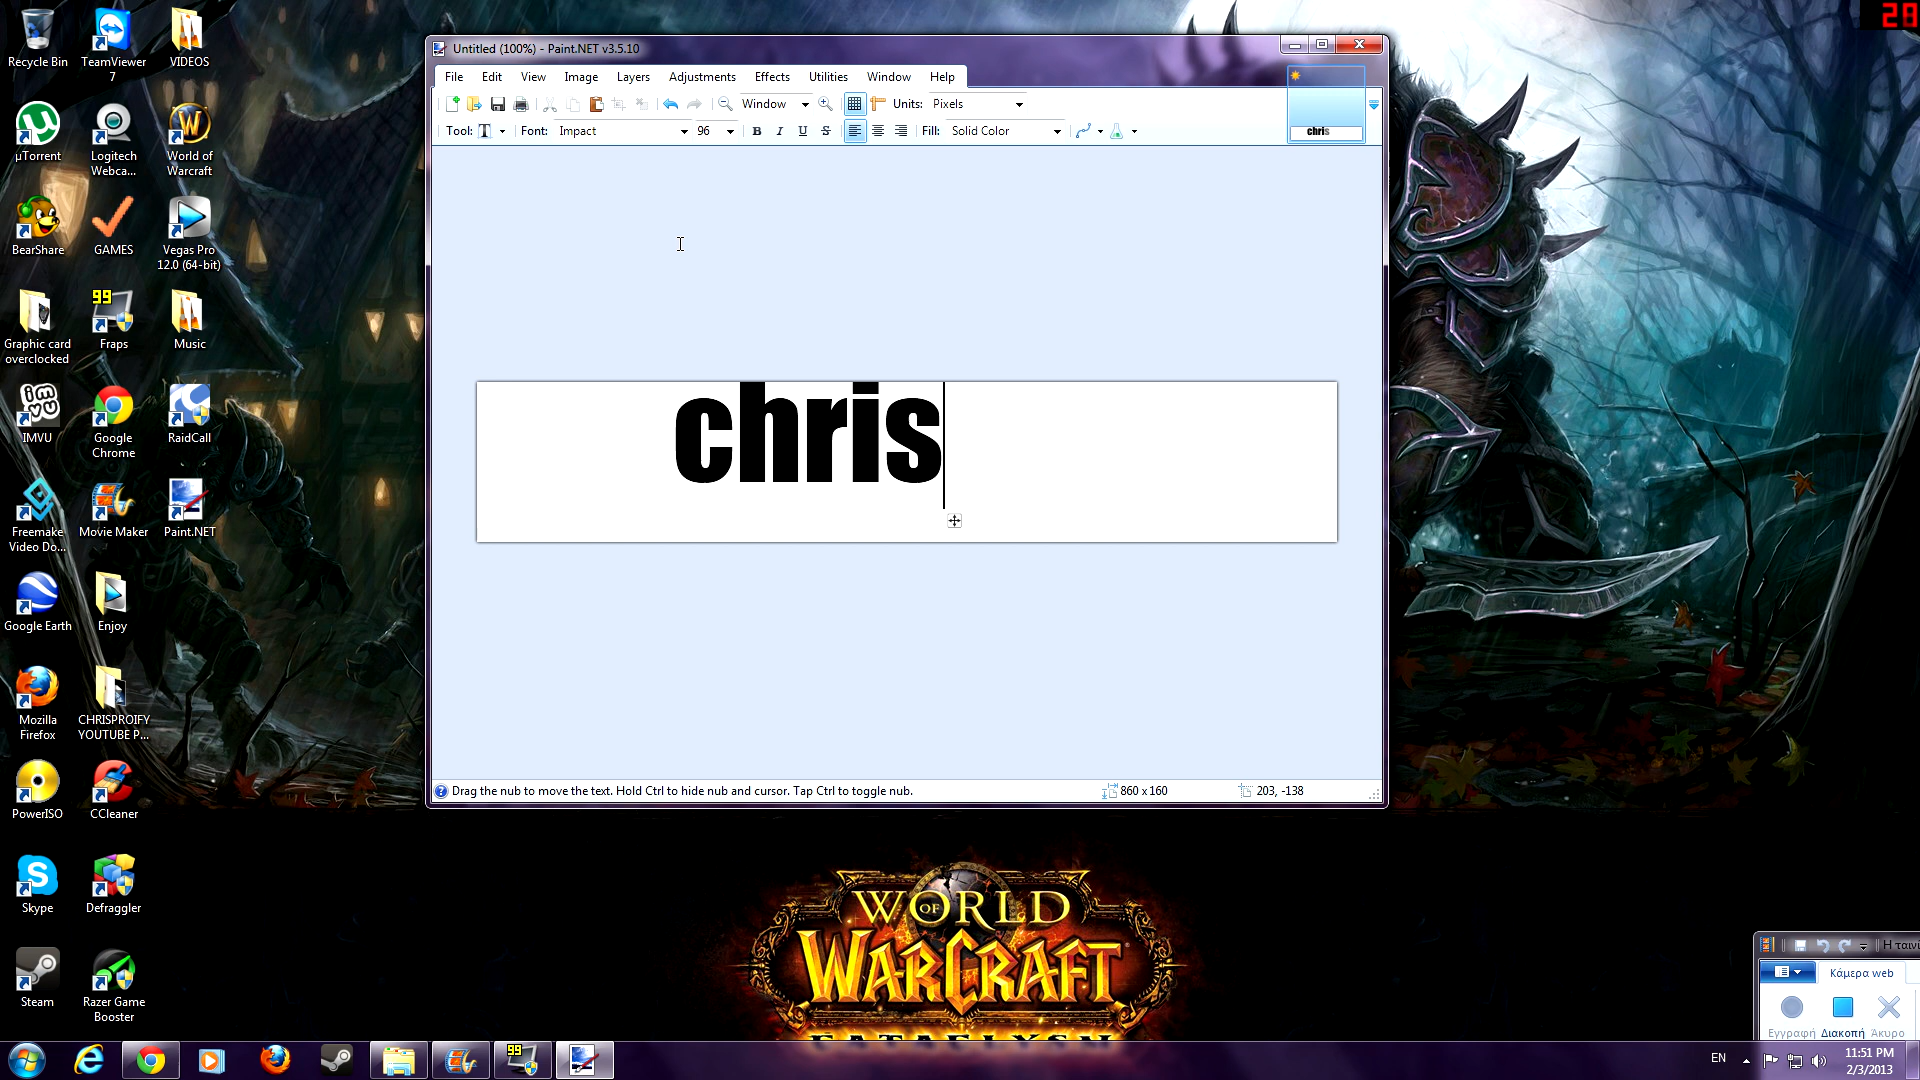 28
Recycle Bin
TeamViewer
7
VIDEOS
µTorrent
Logitech
Webca...
World of
Warcraft
BearShare
GAMES
Vegas Pro
12.0 (64-bit)
99
Graphic card
overclocked
Fraps
Music
IMVU
Google
Chrome
RaidCall
Freemake
Video Do...
Movie Maker
Paint.NET
Google Earth
Enjoy
Mozilla
Firefox
CHRISPROIFY
YOUTUBE P...
PowerISO
CCleaner
Skype
Defraggler
Steam
Razer Game
Booster
Untitled (100%) - Paint.NET v3.5.10
File Edit View Image Layers Adjustments Effects Utilities Window Help
Window Units: Pixels
Tool: T Font: Impact 96 B I U S Fill: Solid Color
chris
chris
Drag the nub to move the text. Hold Ctrl to hide nub and cursor. Tap Ctrl to toggle nub.
860 x 160
203, -138
WORLD
OF
WARCRAFT
CATACLYSM
Η ταινί
Κάμερα web
Εγγραφή Διακοπή Άκυρο
99
EN
11:51 PM
2/3/2013